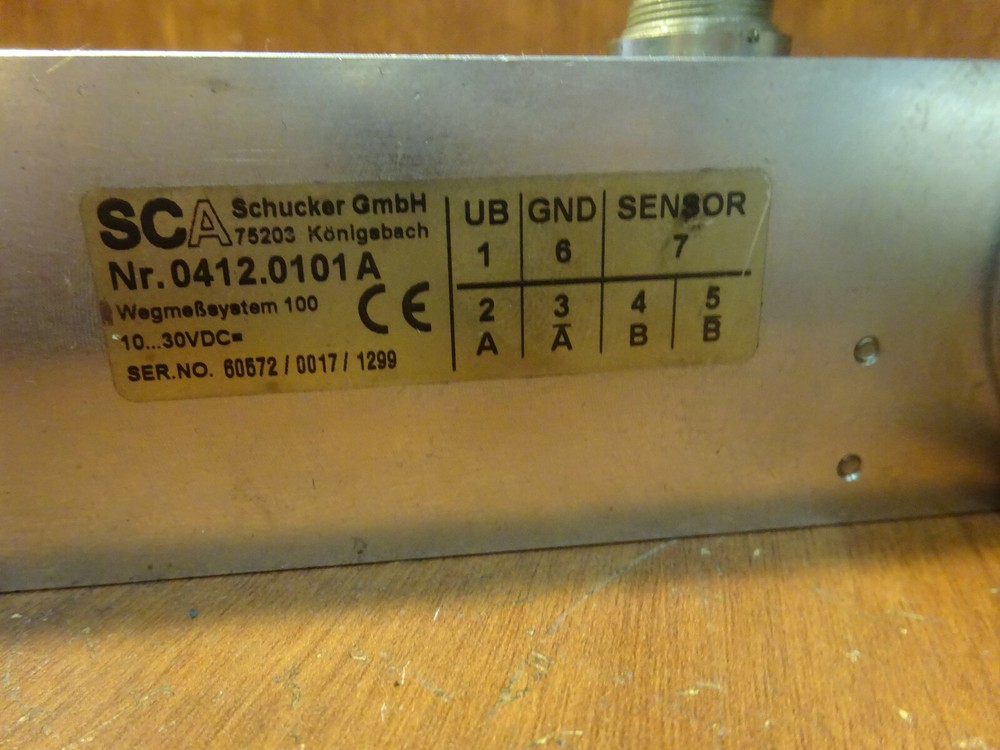 SCA Schucker GmbH
75203 Königsbach
Nr. 0412.0101 A
Wegmeßsystem 100
CE
10...30VDC=
SER.NO. 60572 / 0017 / 1299
UB GND SENSOR
1 6 7
2 3 4 5
A A̅ B B̅